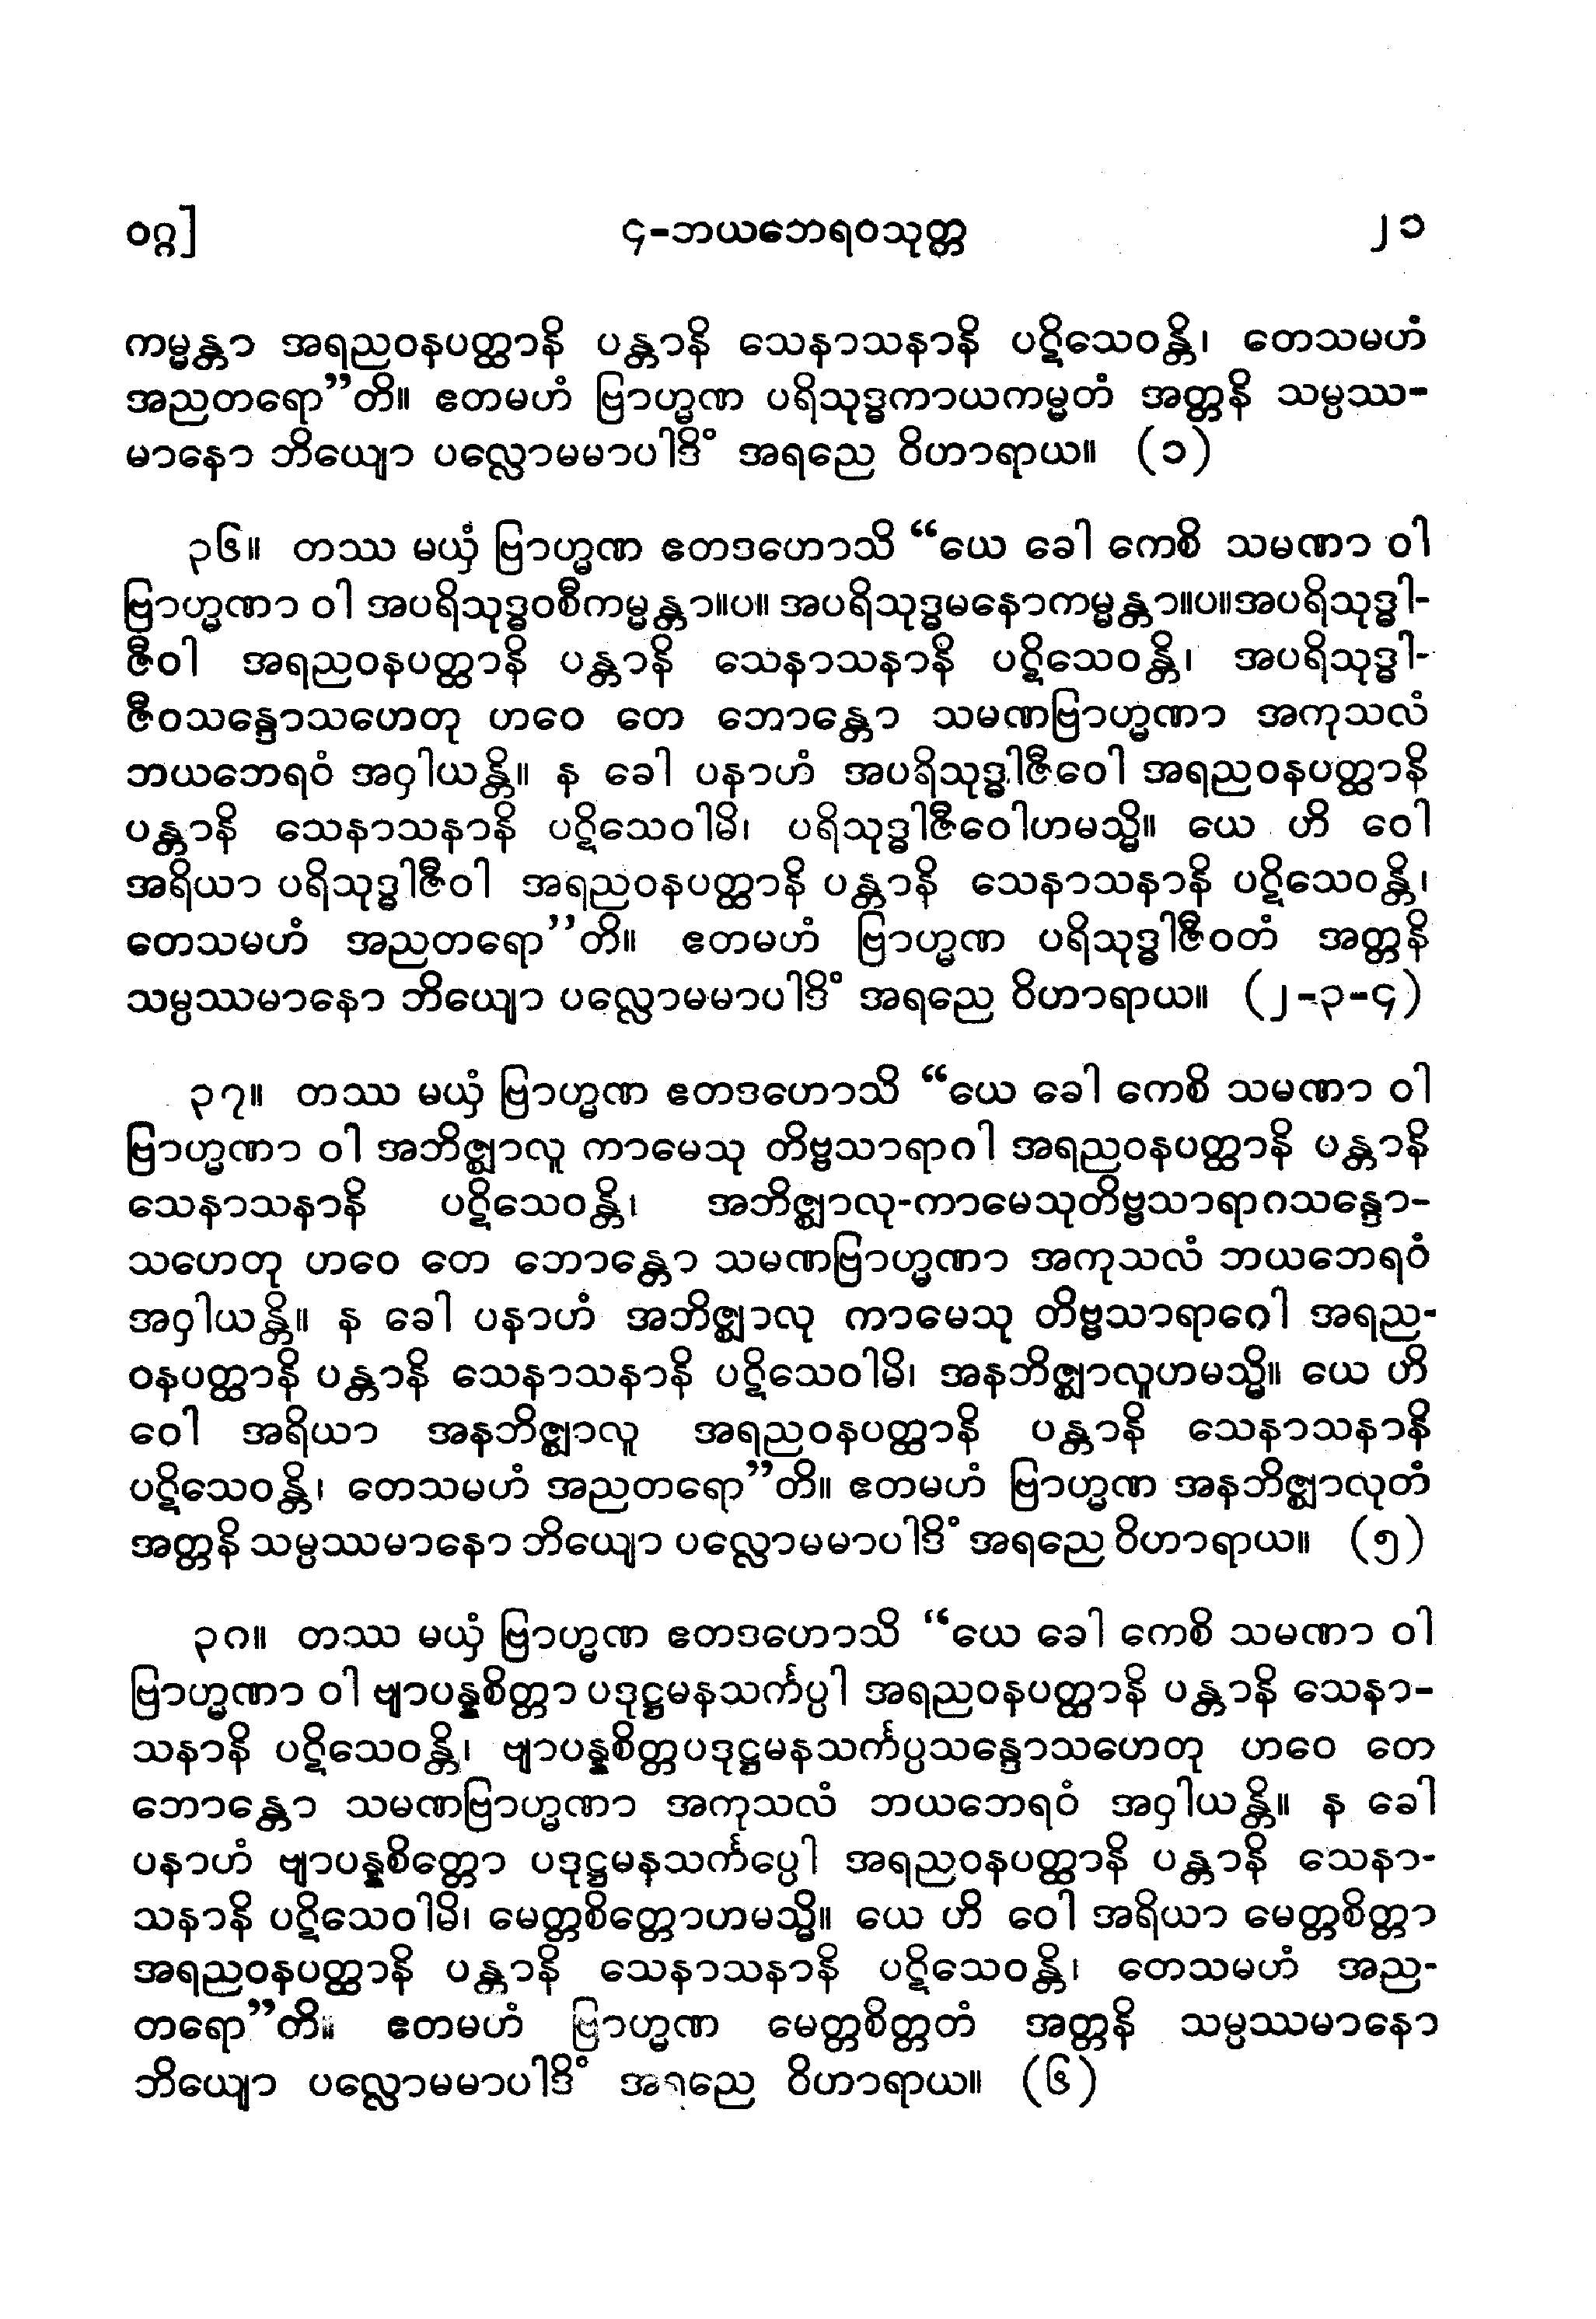 ဝဂ္ဂ] ၄-ဘယဘေရဝသုတ္တ ၂၁
ကမ္မန္တာ အရညဝနပတ္ထာနိ ပန္တာနိ သေနာသနာနိ ပဋိသေဝန္တိ၊ တေသမဟံ
အညတရော”တိ။ ဧတမဟံ ဗြာဟ္မဏ ပရိသုဒ္ဓကာယကမ္မတံ အတ္တနိ သမ္ပဿ-
မာနော ဘိယျော ပလ္လောမမာပါဒိံ အရညေ ဝိဟာရာယ။ (၁)
၃၆။ တဿ မယှံ ဗြာဟ္မဏ ဧတဒဟောသိ “ယေ ခေါ ကေစိ သမဏာ ဝါ
ဗြာဟ္မဏာ ဝါ အပရိသုဒ္ဓဝစီကမ္မန္တာ။ပ။ အပရိသုဒ္ဓမနောကမ္မန္တာ။ပ။အပရိသုဒ္ဓါ-
ဇီဝါ အရညဝနပတ္ထာနိ ပန္တာနိ သေနာသနာနိ ပဋိသေဝန္တိ၊ အပရိသုဒ္ဓါ-
ဇီဝသန္ဒောသဟေတု ဟဝေ တေ ဘောန္တော သမဏဗြာဟ္မဏာ အကုသလံ
ဘယဘေရဝံ အဝှါယန္တိ။ န ခေါ ပနာဟံ အပရိသုဒ္ဓါဇီဝေါ အရညဝနပတ္ထာနိ
ပန္တာနိ သေနာသနာနိ ပဋိသေဝါမိ၊ ပရိသုဒ္ဓါဇီဝေါဟမသ္မိ။ ယေ ဟိ ဝေါ
အရိယာ ပရိသုဒ္ဓါဇီဝါ အရညဝနပတ္ထာနိ ပန္တာနိ သေနာသနာနိ ပဋိသေဝန္တိ၊
တေသမဟံ အညတရော”တိ။ ဧတမဟံ ဗြာဟ္မဏ ပရိသုဒ္ဓါဇီဝတံ အတ္တနိ
သမ္ပဿမာနော ဘိယျော ပလ္လောမမာပါဒိံ အရညေ ဝိဟာရာယ။ (၂-၃-၄)
၃၇။ တဿ မယှံ ဗြာဟ္မဏ ဧတဒဟောသိ “ယေ ခေါ ကေစိ သမဏာ ဝါ
ဗြာဟ္မဏာ ဝါ အဘိဇ္ဈာလူ ကာမေသု တိဗ္ဗသာရာဂါ အရညဝနပတ္ထာနိ ပန္တာနိ
သေနာသနာနိ ပဋိသေဝန္တိ၊ အဘိဇ္ဈာလု-ကာမေသုတိဗ္ဗသာရာဂသန္ဒော-
သဟေတု ဟဝေ တေ ဘောန္တော သမဏဗြာဟ္မဏာ အကုသလံ ဘယဘေရဝံ
အဝှါယန္တိ။ န ခေါ ပနာဟံ အဘိဇ္ဈာလု ကာမေသု တိဗ္ဗသာရာဂေါ အရည-
ဝနပတ္ထာနိ ပန္တာနိ သေနာသနာနိ ပဋိသေဝါမိ၊ အနဘိဇ္ဈာလူဟမသ္မိ။ ယေ ဟိ
ဝေါ အရိယာ အနဘိဇ္ဈာလူ အရညဝနပတ္ထာနိ ပန္တာနိ သေနာသနာနိ
ပဋိသေဝန္တိ၊ တေသမဟံ အညတရော”တိ။ ဧတမဟံ ဗြာဟ္မဏ အနဘိဇ္ဈာလုတံ
အတ္တနိ သမ္ပဿမာနော ဘိယျော ပလ္လောမမာပါဒိံ အရညေ ဝိဟာရာယ။ (၅)
၃၈။ တဿ မယှံ ဗြာဟ္မဏ ဧတဒဟောသိ “ယေ ခေါ ကေစိ သမဏာ ဝါ
ဗြာဟ္မဏာ ဝါ ဗျာပန္နစိတ္တာ ပဒုဋ္ဌမနသင်္ကပ္ပါ အရညဝနပတ္ထာနိ ပန္တာနိ သေနာ-
သနာနိ ပဋိသေဝန္တိ၊ ဗျာပန္နစိတ္တပဒုဋ္ဌမနသင်္ကပ္ပသန္ဒောသဟေတု ဟဝေ တေ
ဘောန္တော သမဏဗြာဟ္မဏာ အကုသလံ ဘယဘေရဝံ အဝှါယန္တိ။ န ခေါ
ပနာဟံ ဗျာပန္နစိတ္တော ပဒုဋ္ဌမနသင်္ကပ္ပေါ အရညဝနပတ္ထာနိ ပန္တာနိ သေနာ-
သနာနိ ပဋိသေဝါမိ၊ မေတ္တစိတ္တောဟမသ္မိ။ ယေ ဟိ ဝေါ အရိယာ မေတ္တစိတ္တာ
အရညဝနပတ္ထာနိ ပန္တာနိ သေနာသနာနိ ပဋိသေဝန္တိ၊ တေသမဟံ အည-
တရော”တိ။ ဧတမဟံ ဗြာဟ္မဏ မေတ္တစိတ္တတံ အတ္တနိ သမ္ပဿမာနော
ဘိယျော ပလ္လောမမာပါဒိံ အရညေ ဝိဟာရာယ။ (၆)